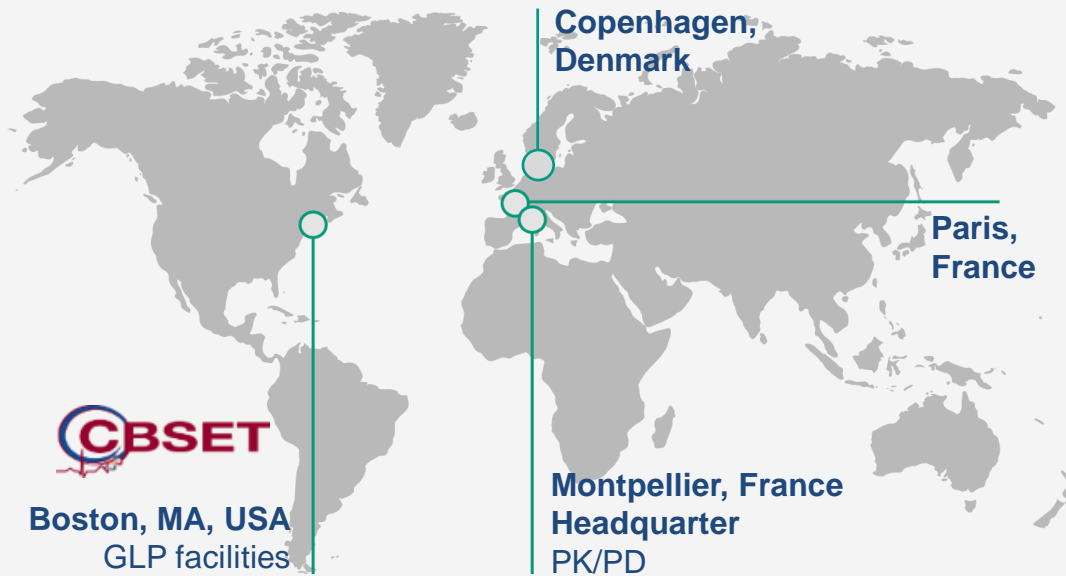 Copenhagen,
Denmark
Paris,
France
CBSET
Boston, MA, USA
GLP facilities
Montpellier, France
Headquarter
PK/PD